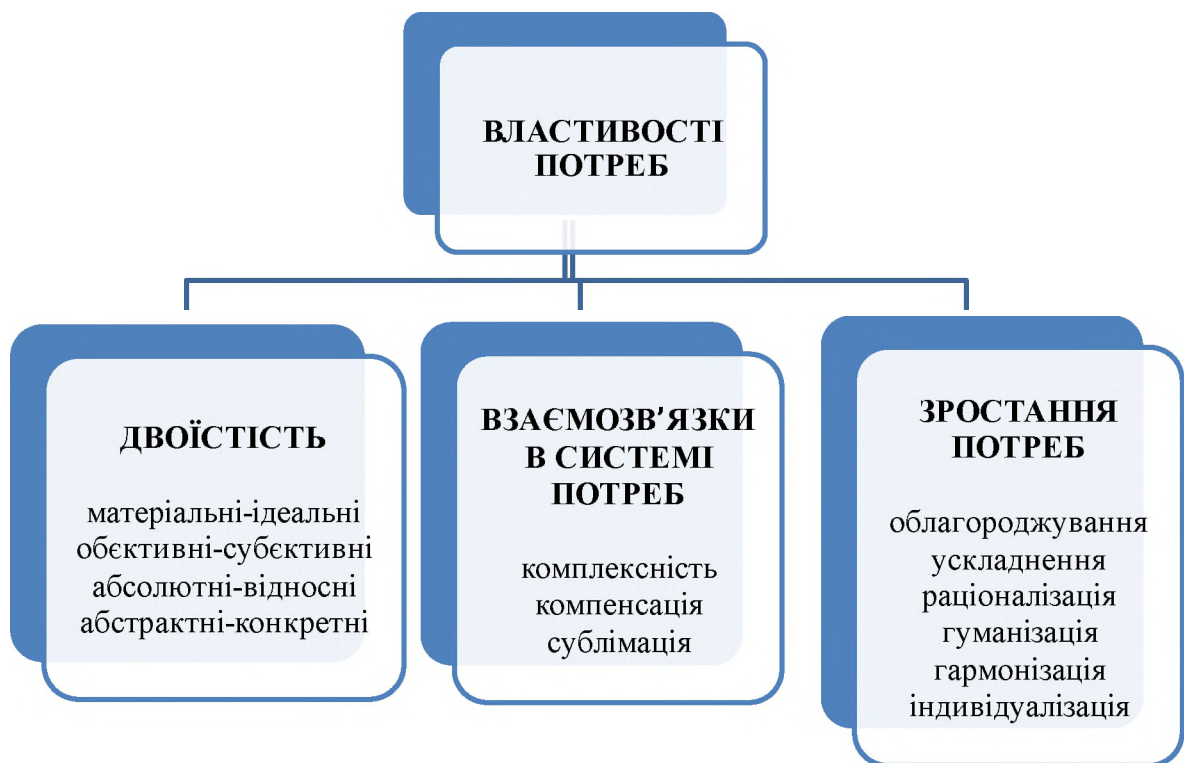 ВЛАСТИВОСТІ
ПОТРЕБ
ДВОЇСТІСТЬ
матеріальні-ідеальні
обєктивні-субєктивні
абсолютні-відносні
абстрактні-конкретні
ВЗАЄМОЗВ’ЯЗКИ
В СИСТЕМІ
ПОТРЕБ
комплексність
компенсація
сублімація
ЗРОСТАННЯ
ПОТРЕБ
облагороджування
ускладнення
раціоналізація
гуманізація
гармонізація
індивідуалізація